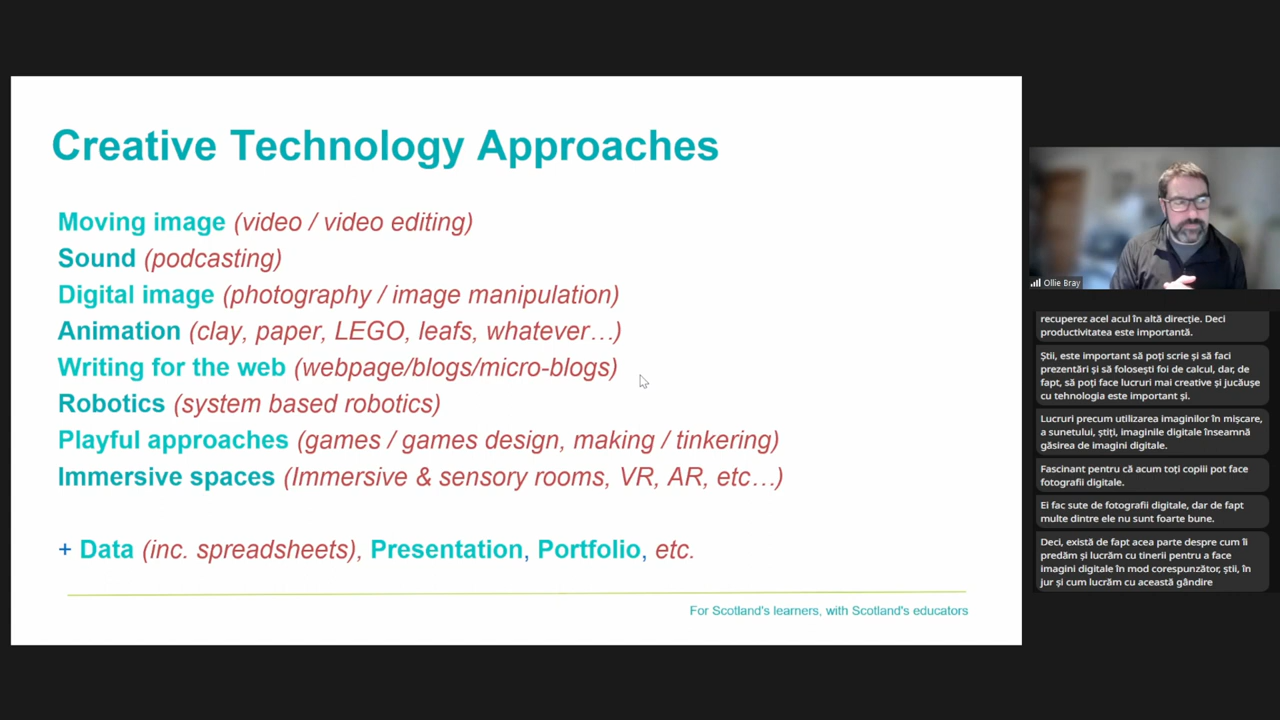 Creative Technology Approaches
Moving image (video / video editing)
Sound (podcasting)
Digital image (photography / image manipulation)
Animation (clay, paper, LEGO, leafs, whatever…)
Writing for the web (webpage/blogs/micro-blogs)
Robotics (system based robotics)
Playful approaches (games / games design, making / tinkering)
Immersive spaces (Immersive & sensory rooms, VR, AR, etc…)
+ Data (inc. spreadsheets), Presentation, Portfolio, etc.
For Scotland's learners, with Scotland's educators
Ollie Bray
recuperez acel acul în altă direcție. Deci
productivitatea este importantă.
Știi, este important să poți scrie și să faci
prezentări și să folosești foi de calcul, dar, de
fapt, să poți face lucruri mai creative și jucăușe
cu tehnologia este important și.
Lucruri precum utilizarea imaginilor în mișcare,
a sunetului, știți, imaginile digitale înseamnă
găsirea de imagini digitale.
Fascinant pentru că acum toți copiii pot face
fotografii digitale.
Ei fac sute de fotografii digitale, dar de fapt
multe dintre ele nu sunt foarte bune.
Deci, există de fapt acea parte despre cum îi
predăm și lucrăm cu tinerii pentru a face
imagini digitale în mod corespunzător, știi, în
jur și cum lucrăm cu această gândire